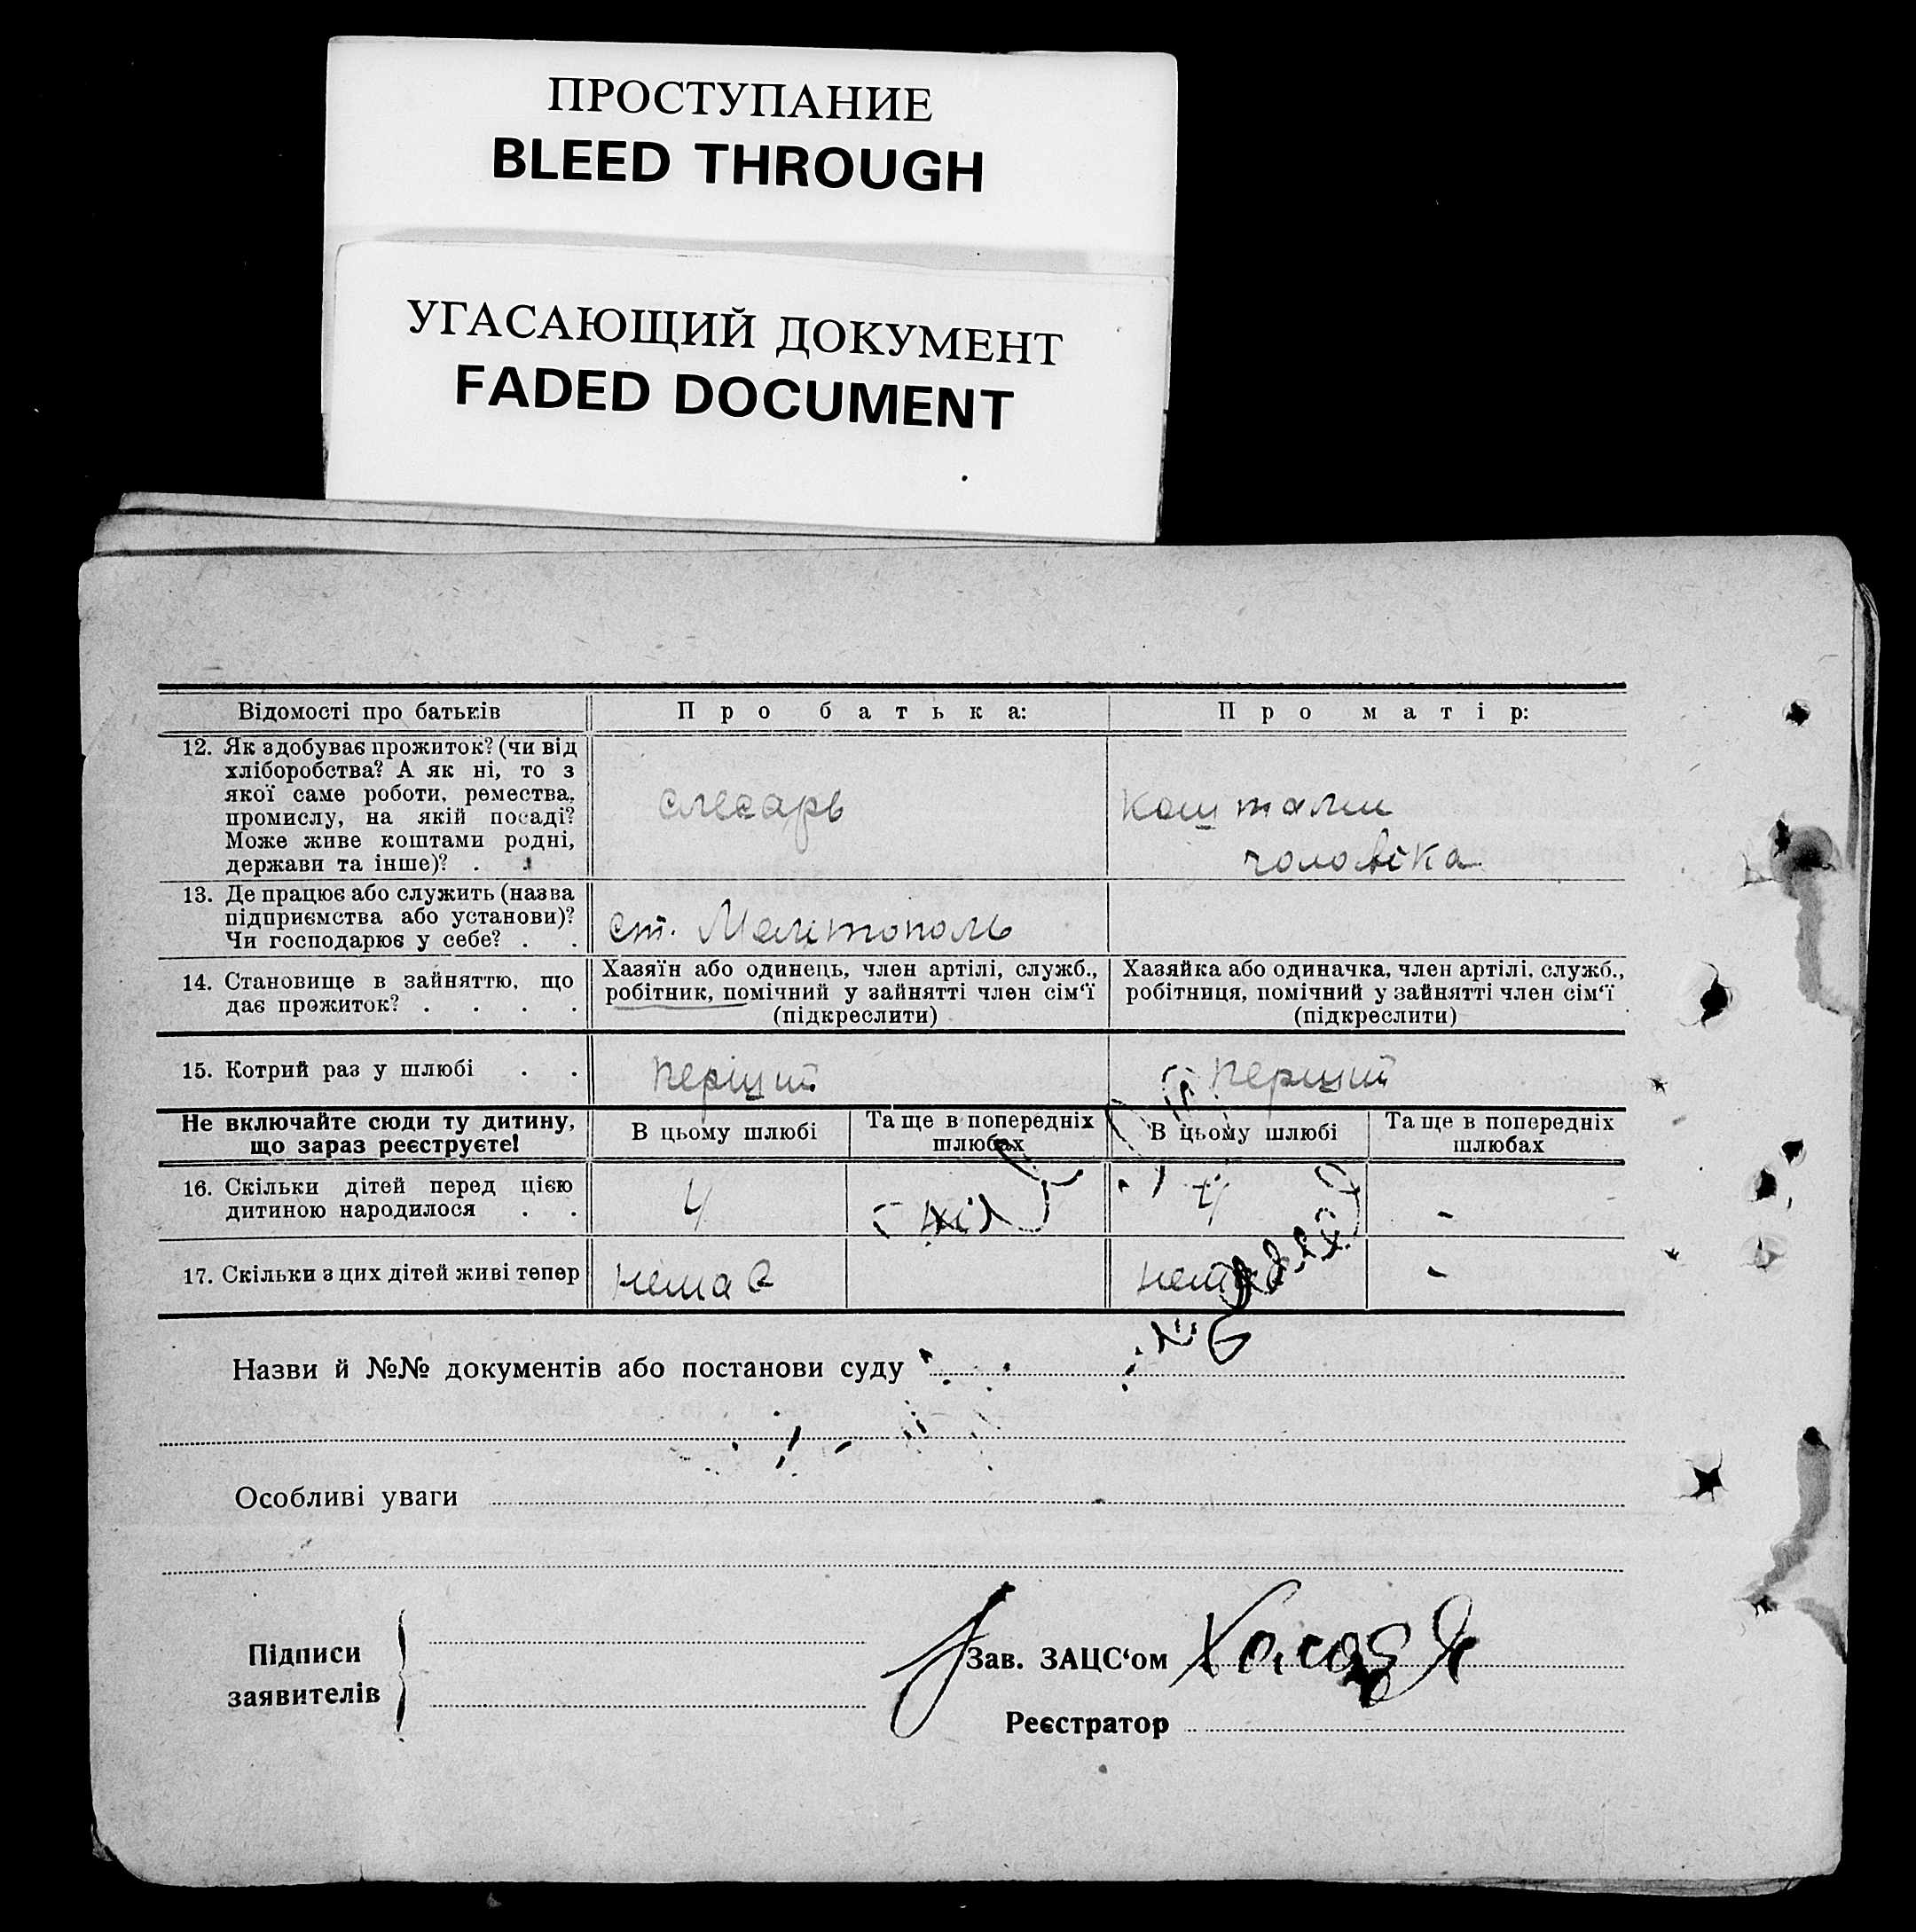 ПРОСТУПАНИЕ
BLEED THROUGH
УГАСАЮЩИЙ ДОКУМЕНТ
FADED DOCUMENT
Відомості про батьків
Про батька:
Про матір:
12. Як здобуває прожиток? (чи від
хліборобства? А як ні, то з
якої саме роботи, ремества,
промислу, на якій посаді?
Може живе коштами родні,
держави та інше)? .
слесарь
коштами
чоловіка
13. Де працює або служить (назва
підприємства або установи)?
Чи господарює у себе? . .
ст. Мелитополь
14. Становище в зайняттю, що
дає прожиток? . . . .
Хазяїн або одинець, член артілі, служб.,
робітник, помічний у зайнятті член сім‘ї
(підкреслити)
Хазяйка або одиначка, член артілі, служб.,
робітниця, помічний у зайнятті член сім‘ї
(підкреслити)
15. Котрий раз у шлюбі . .
перший
перший
Не включайте сюди ту дитину,
що зараз реєструєте!
В цьому шлюбі
Та ще в попередніх
шлюбах
В цьому шлюбі
Та ще в попередніх
шлюбах
16. Скільки дітей перед цією
дитиною народилося . .
4
4
-
17. Скільки з цих дітей живі тепер
немає
-
Назви й №№ документів або постанови суду
Особливі уваги
Підписи
заявителів
Зав. ЗАЦС‘ом
Реєстратор